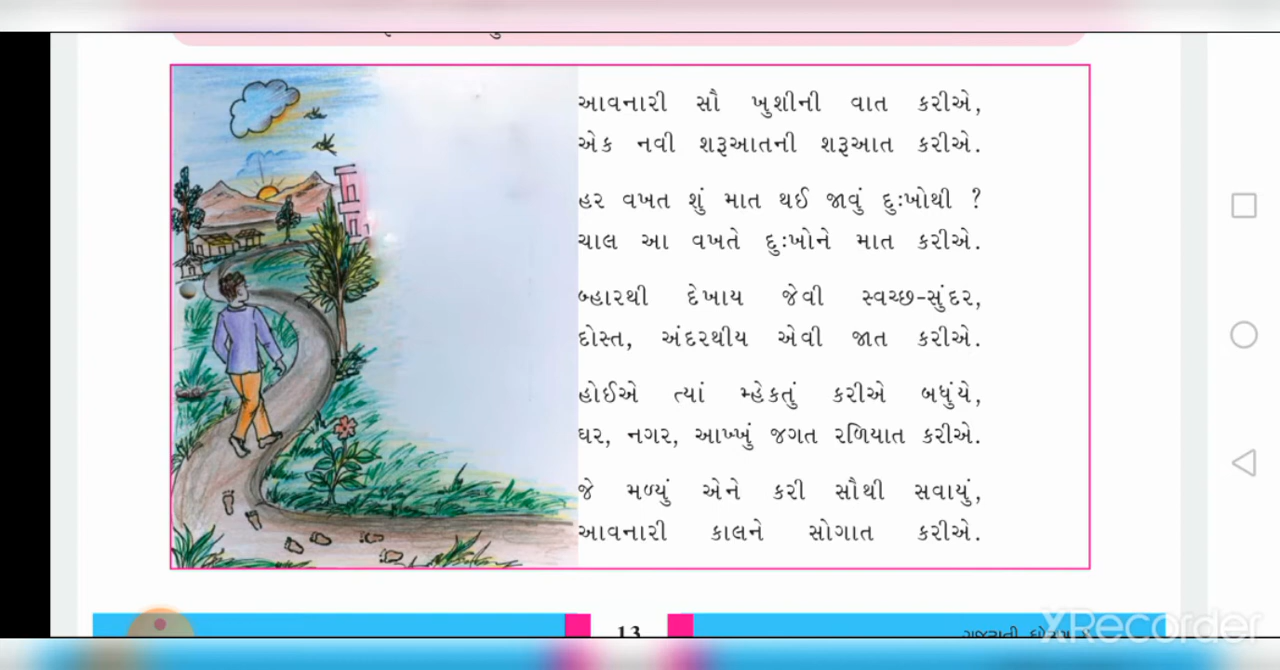 આવનારી સૌ ખુશીની વાત કરીએ,
એક નવી શરૂઆતની શરૂઆત કરીએ.
હર વખત શું માત થઈ જાવું દુઃખોથી ?
ચાલ આ વખતે દુઃખોને માત કરીએ.
બ્હારથી દેખાય જેવી સ્વચ્છ-સુંદર,
દોસ્ત, અંદરથીય એવી જાત કરીએ.
હોઈએ ત્યાં મ્હેકતું કરીએ બધુંયે,
ઘર, નગર, આખ્ખું જગત રળિયાત કરીએ.
જે મળ્યું એને કરી સૌથી સવાયું,
આવનારી કાલને સોગાત કરીએ.
13
ગુજરાતી
XRecorder